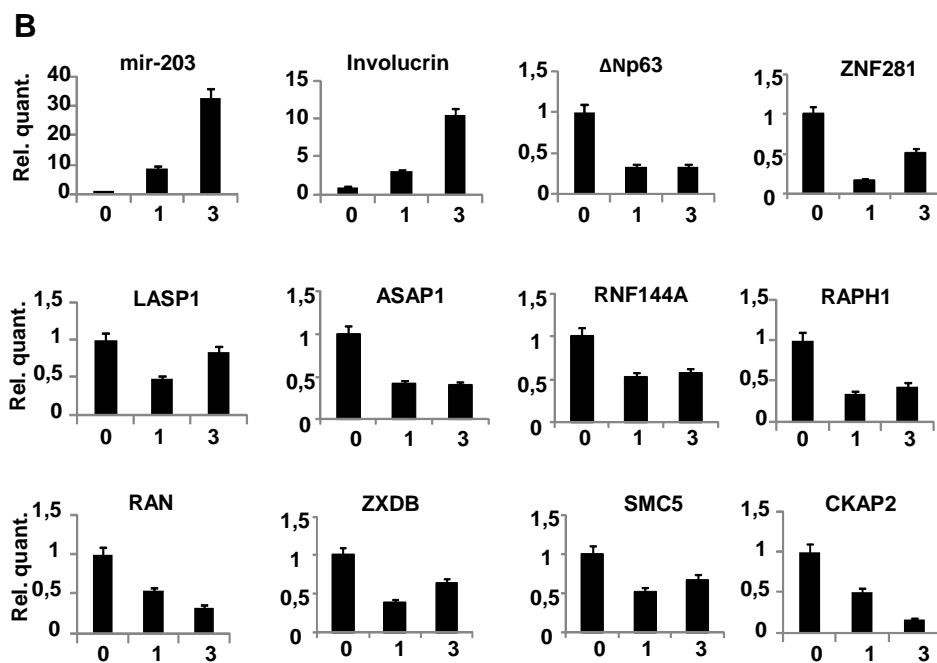 B
mir-203
Rel. quant.
40
30
20
10
0
0 1 3
Involucrin
15
10
5
0
0 1 3
ΔNp63
1,5
1
0,5
0
0 1 3
ZNF281
1,5
1
0,5
0
0 1 3
LASP1
Rel. quant.
1,5
1
0,5
0
0 1 3
ASAP1
1,5
1
0,5
0
0 1 3
RNF144A
1,5
1
0,5
0
0 1 3
RAPH1
1,5
1
0,5
0
0 1 3
RAN
Rel. quant.
1,5
1
0,5
0
0 1 3
ZXDB
1,5
1
0,5
0
0 1 3
SMC5
1,5
1
0,5
0
0 1 3
CKAP2
1,5
1
0,5
0
0 1 3